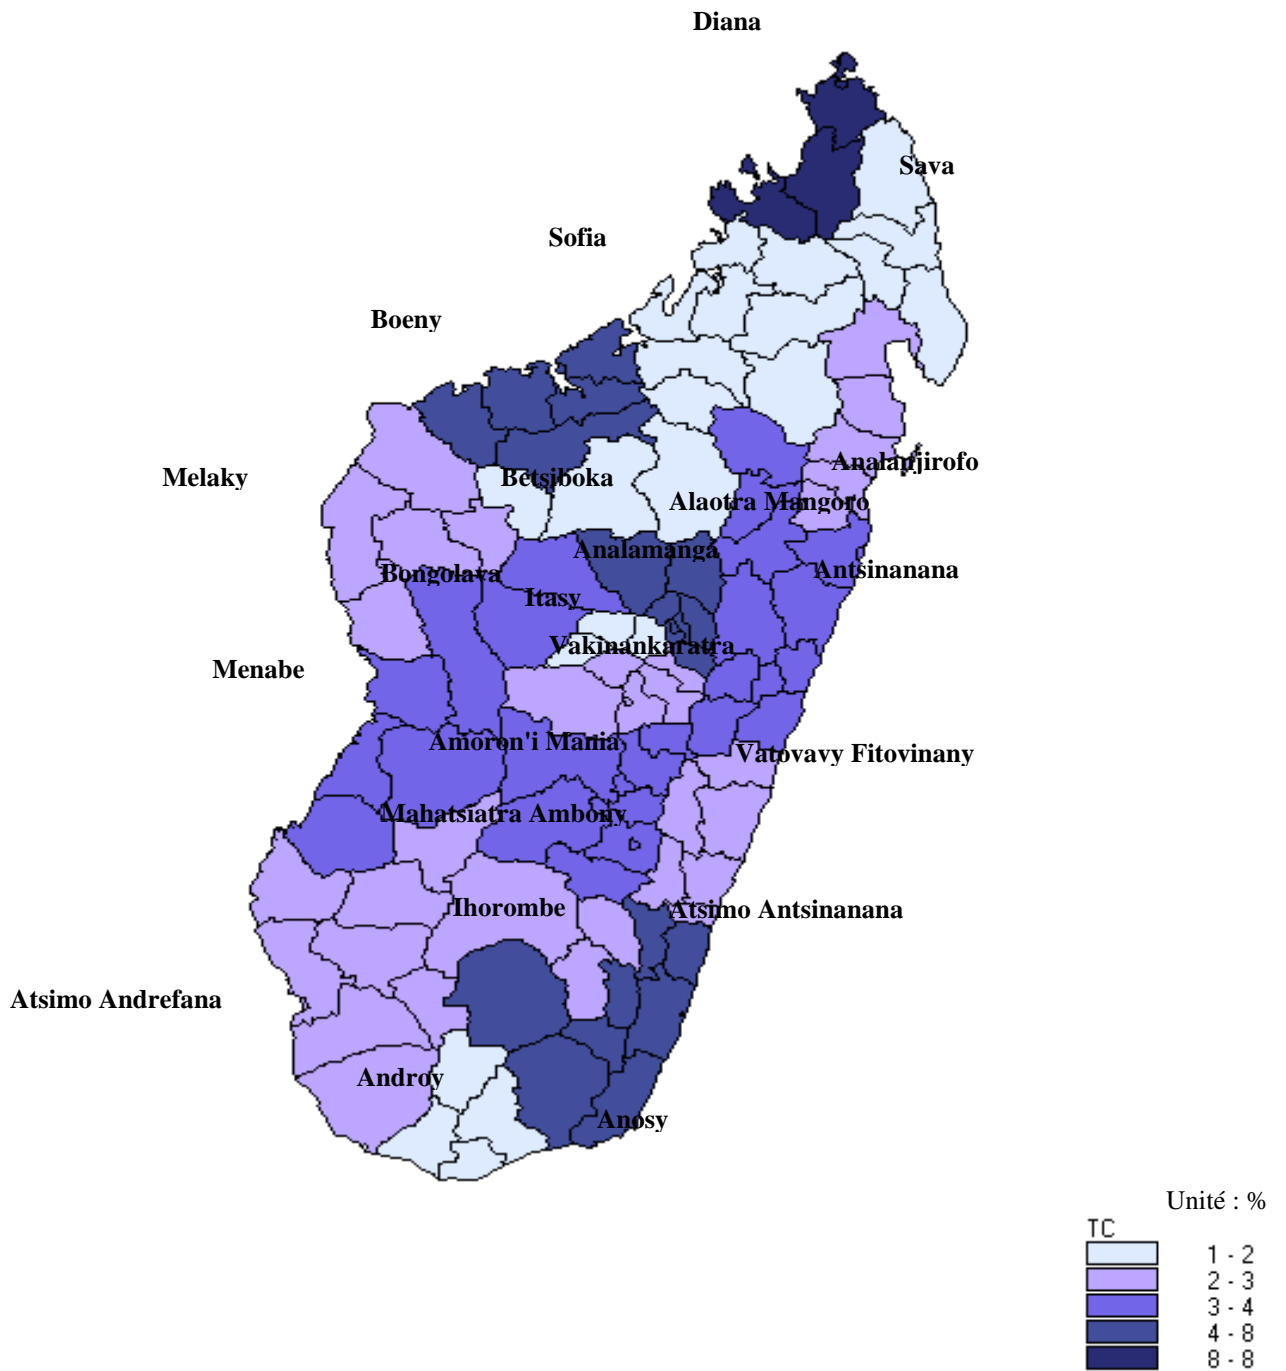 Diana
Sava
Sofia
Boeny
Analanjirofo
Melaky
Betsiboka
Alaotra Mangoro
Analamanga
Antsinanana
Bongolava
Itasy
Vakinankaratra
Menabe
Amoron'i Mania
Vatovavy Fitovinany
Mahatsiatra Ambony
Ihorombe
Atsimo Antsinanana
Atsimo Andrefana
Androy
Anosy
Unité : %
TC
1 - 2
2 - 3
3 - 4
4 - 8
8 - 8